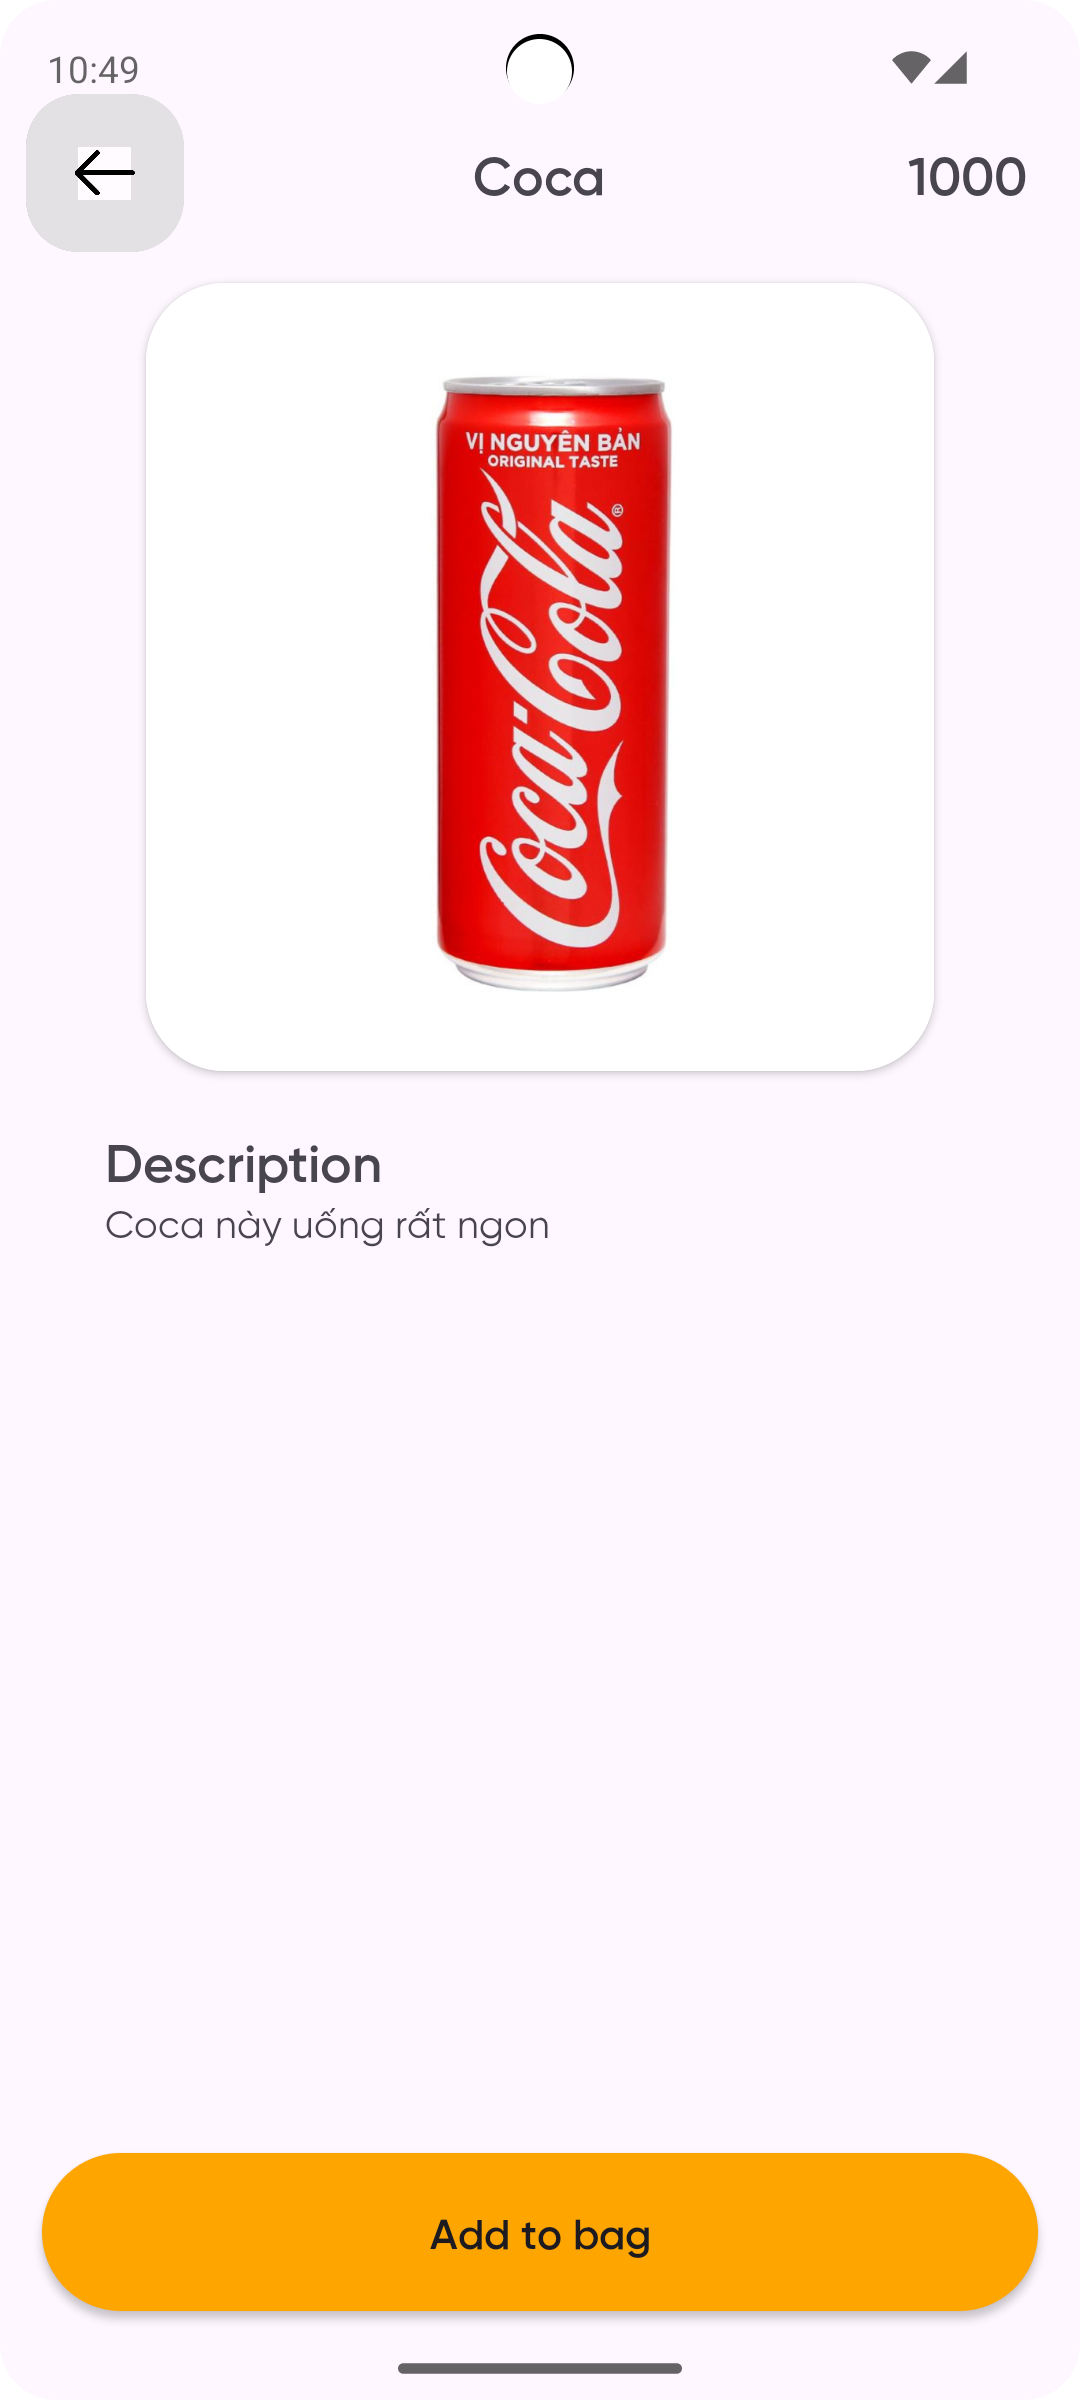 10:49
Coca
1000
VỊ NGUYÊN BẢN
ORIGINAL TASTE
Coca-Cola ®
Description
Coca này uống rất ngon
Add to bag